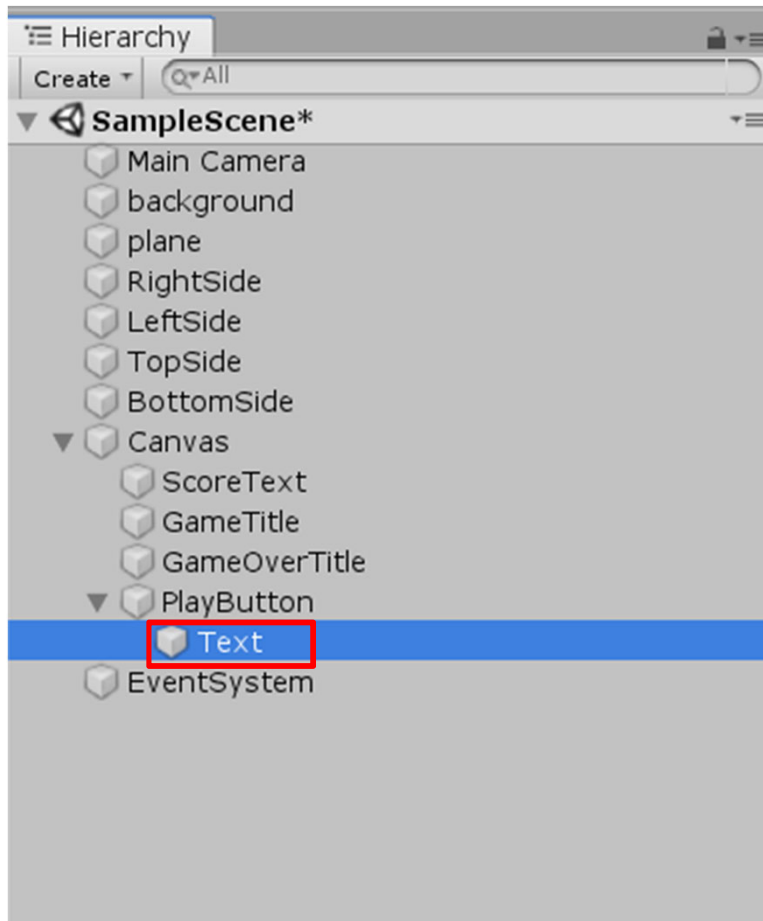 Hierarchy
Create All
SampleScene*
Main Camera
background
plane
RightSide
LeftSide
TopSide
BottomSide
Canvas
ScoreText
GameTitle
GameOverTitle
PlayButton
Text
EventSystem